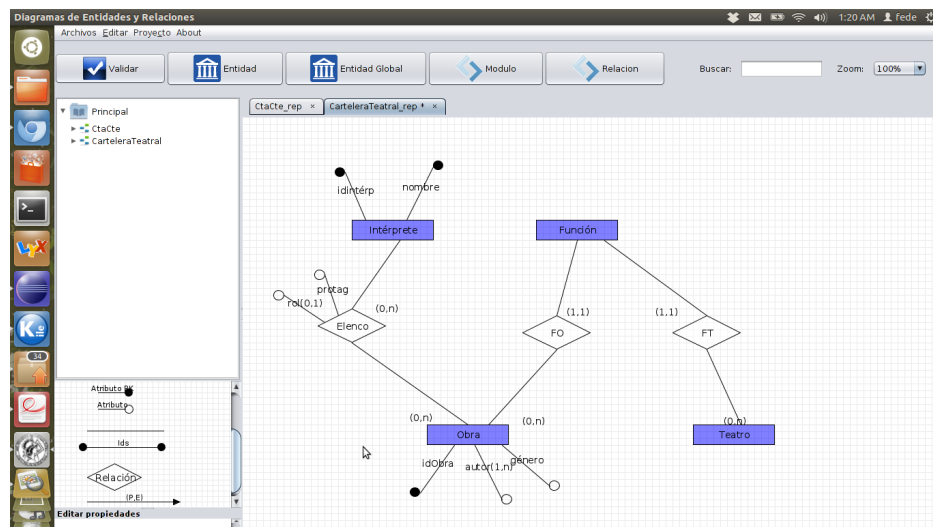 Diagramas de Entidades y Relaciones
1:20 AM fede
Archivos Editar Proyecto About
Validar Entidad Entidad Global Modulo Relacion Buscar: Zoom: 100%
CtaCte_rep × CarteleraTeatral_rep * ×
Principal
CtaCte
CarteleraTeatral
idintérp nombre
Intérprete Función
protag
rol(0,1)
(0,n) (1,1) (1,1)
Elenco FO FT
(0,n) (0,n) (0,n)
Obra Teatro
idObra autor(1,n) género
>_
LyX
K
34
Atributo PK
Atributo
Ids
Relación
(P,E)
Editar propiedades